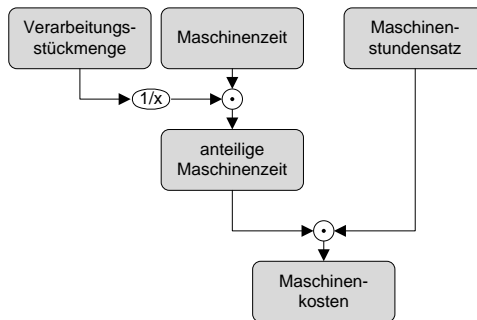 Verarbeitungs-
stückmenge
Maschinenzeit
Maschinen-
stundensatz
1/x
anteilige
Maschinenzeit
Maschinen-
kosten